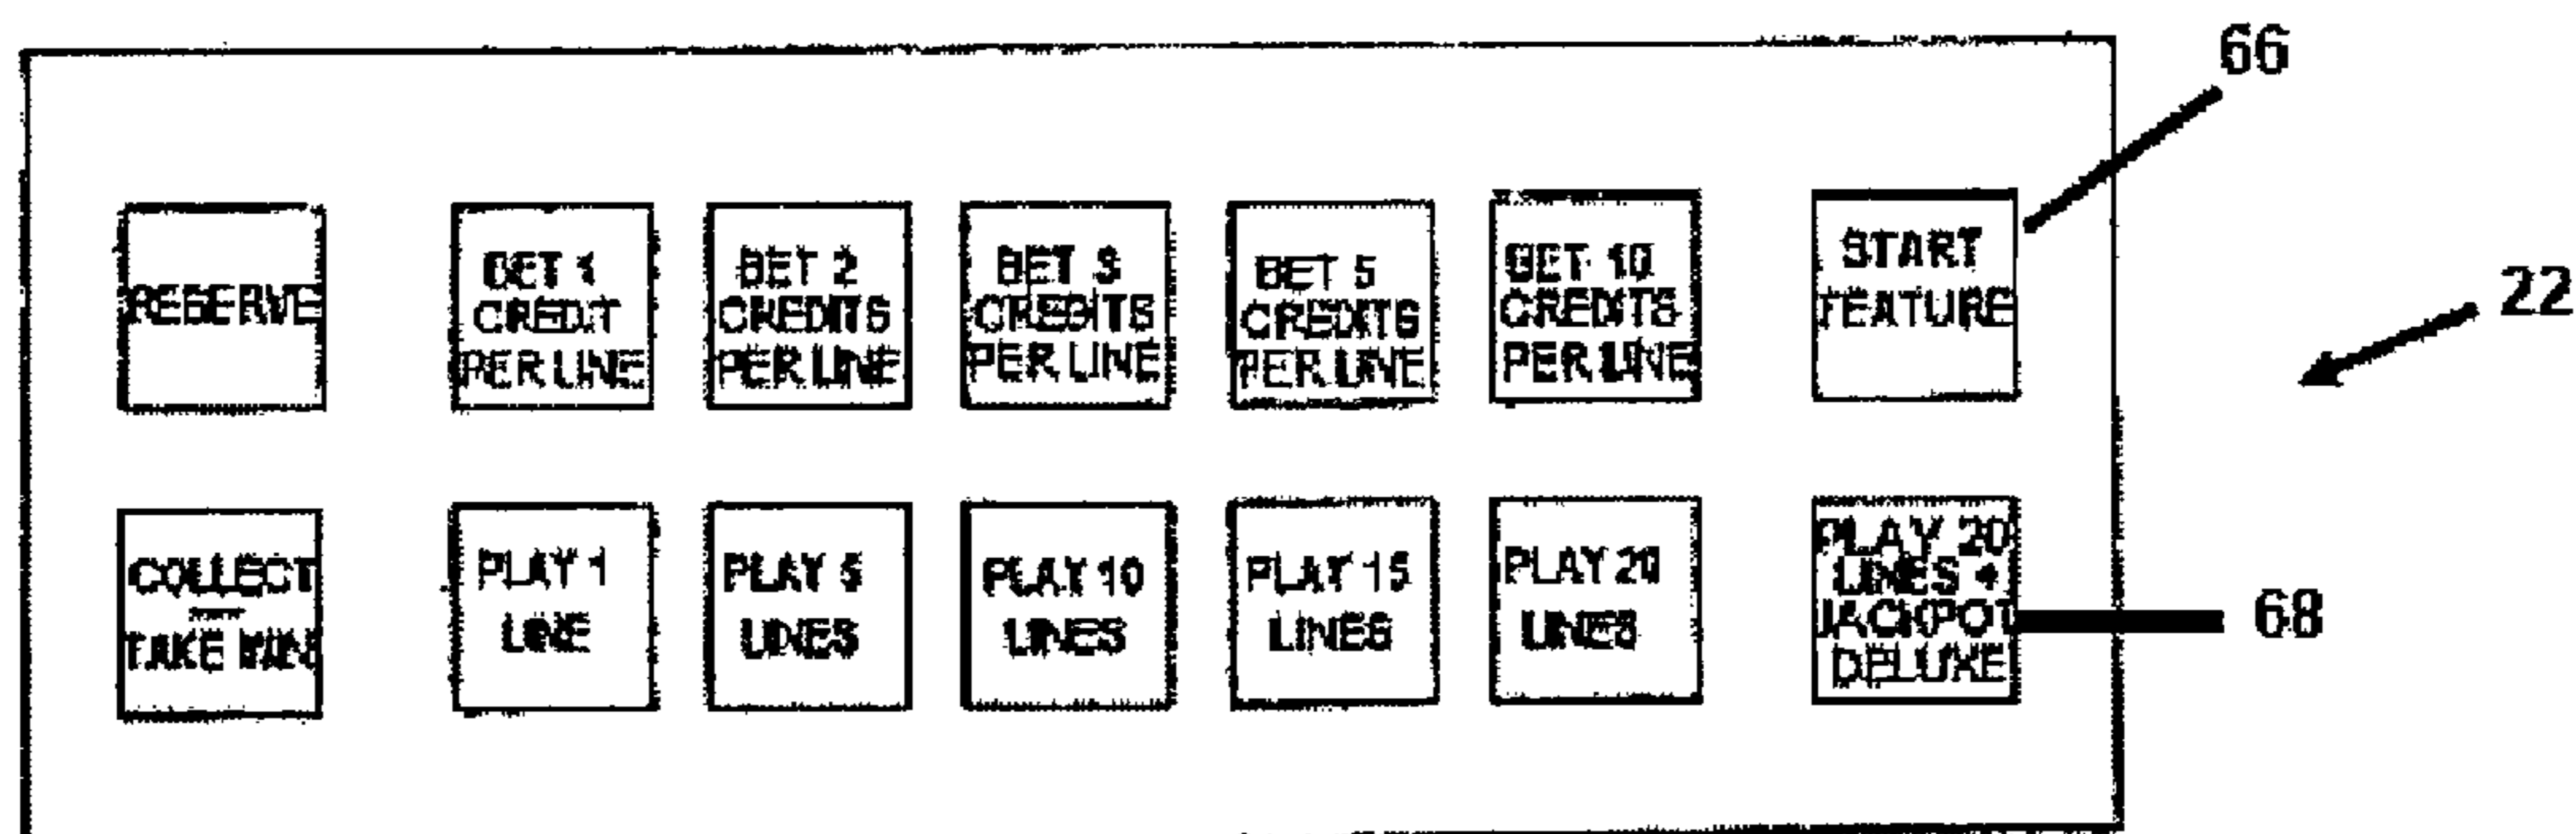 66
22
RESERVE
BET 1
CREDIT
PER LINE
BET 2
CREDITS
PER LINE
BET 3
CREDITS
PER LINE
BET 5
CREDITS
PER LINE
BET 10
CREDITS
PER LINE
START
FEATURE
COLLECT
TAKE WIN
PLAY 1
LINE
PLAY 5
LINES
PLAY 10
LINES
PLAY 15
LINES
PLAY 20
LINES
PLAY 20
LINES +
JACKPOT
DELUXE
68